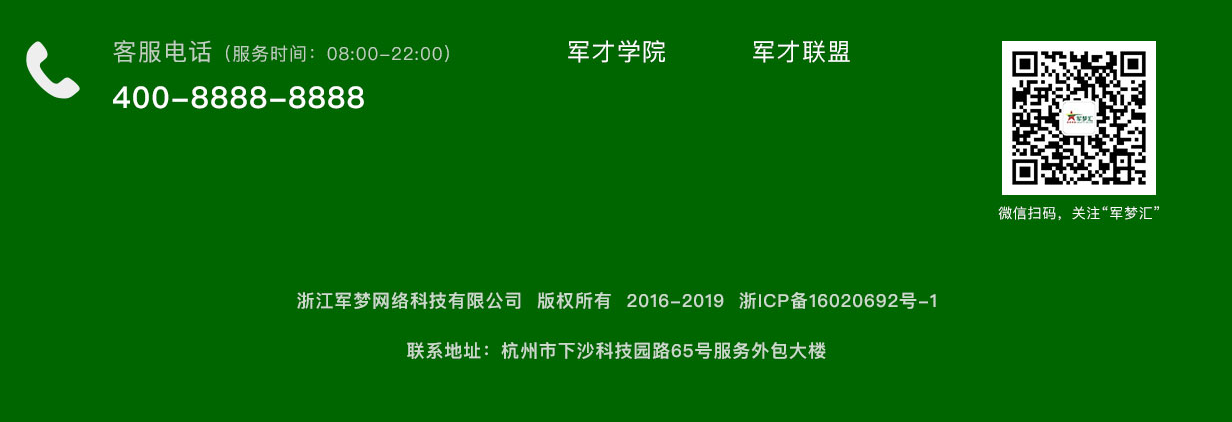 客服电话（服务时间：08:00-22:00）
400-8888-8888
军才学院
军才联盟
军梦汇
微信扫码，关注“军梦汇”
浙江军梦网络科技有限公司 版权所有 2016-2019 浙ICP备16020692号-1
联系地址：杭州市下沙科技园路65号服务外包大楼